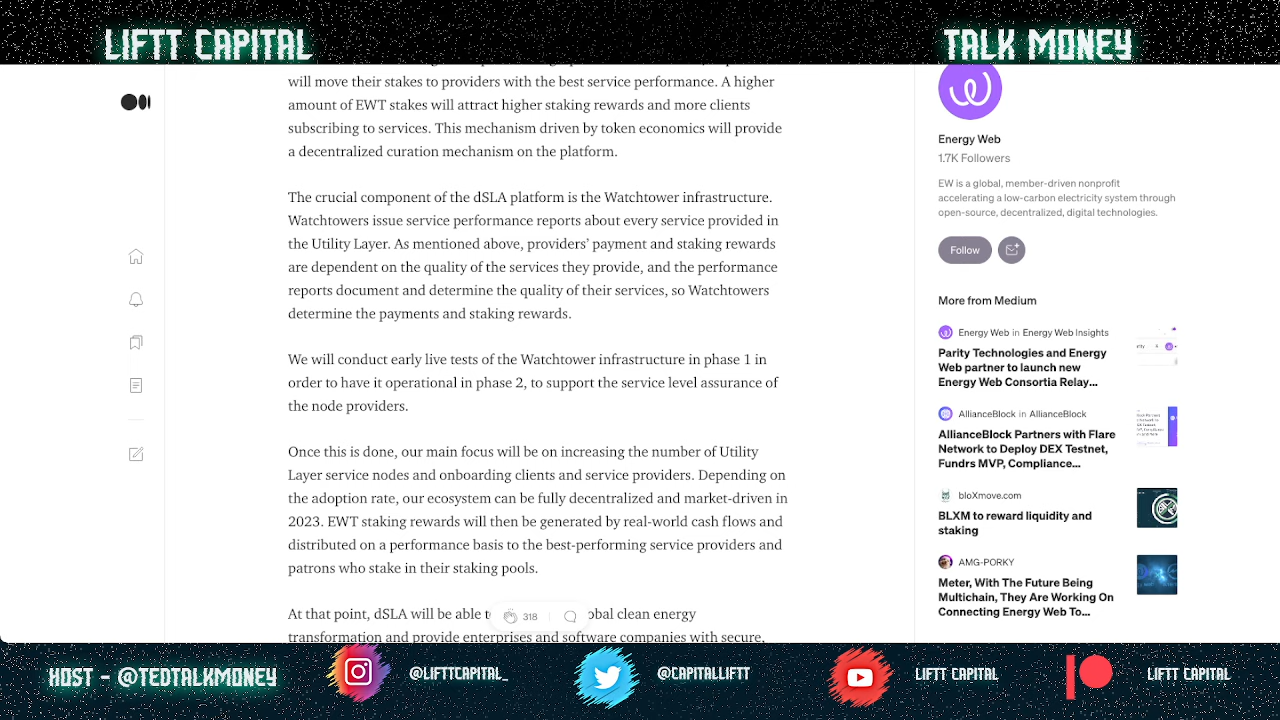 LIFTT CAPITAL
TALK MONEY
will move their stakes to providers with the best service performance. A higher
amount of EWT stakes will attract higher staking rewards and more clients
subscribing to services. This mechanism driven by token economics will provide
a decentralized curation mechanism on the platform.
The crucial component of the dSLA platform is the Watchtower infrastructure.
Watchtowers issue service performance reports about every service provided in
the Utility Layer. As mentioned above, providers' payment and staking rewards
are dependent on the quality of the services they provide, and the performance
reports document and determine the quality of their services, so Watchtowers
determine the payments and staking rewards.
We will conduct early live tests of the Watchtower infrastructure in phase 1 in
order to have it operational in phase 2, to support the service level assurance of
the node providers.
Once this is done, our main focus will be on increasing the number of Utility
Layer service nodes and onboarding clients and service providers. Depending on
the adoption rate, our ecosystem can be fully decentralized and market-driven in
2023. EWT staking rewards will then be generated by real-world cash flows and
distributed on a performance basis to the best-performing service providers and
patrons who stake in their staking pools.
At that point, dSLA will be able obal clean energy
318
transformation and provide enterprises and software companies with secure,
Energy Web
1.7K Followers
EW is a global, member-driven nonprofit
accelerating a low-carbon electricity system through
open-source, decentralized, digital technologies.
Follow
More from Medium
Energy Web in Energy Web Insights
Parity Technologies and Energy
Web partner to launch new
Energy Web Consortia Relay...
AllianceBlock in AllianceBlock
AllianceBlock Partners with Flare
Network to Deploy DEX Testnet,
Fundrs MVP, Compliance...
bloXmove.com
BLXM to reward liquidity and
staking
AMG-PORKY
Meter, With The Future Being
Multichain, They Are Working On
Connecting Energy Web To...
HOST - @TEDTALKMONEY
@LIFTTCAPITAL_
@CAPITALLIFTT
LIFTT CAPITAL
LIFTT CAPITAL